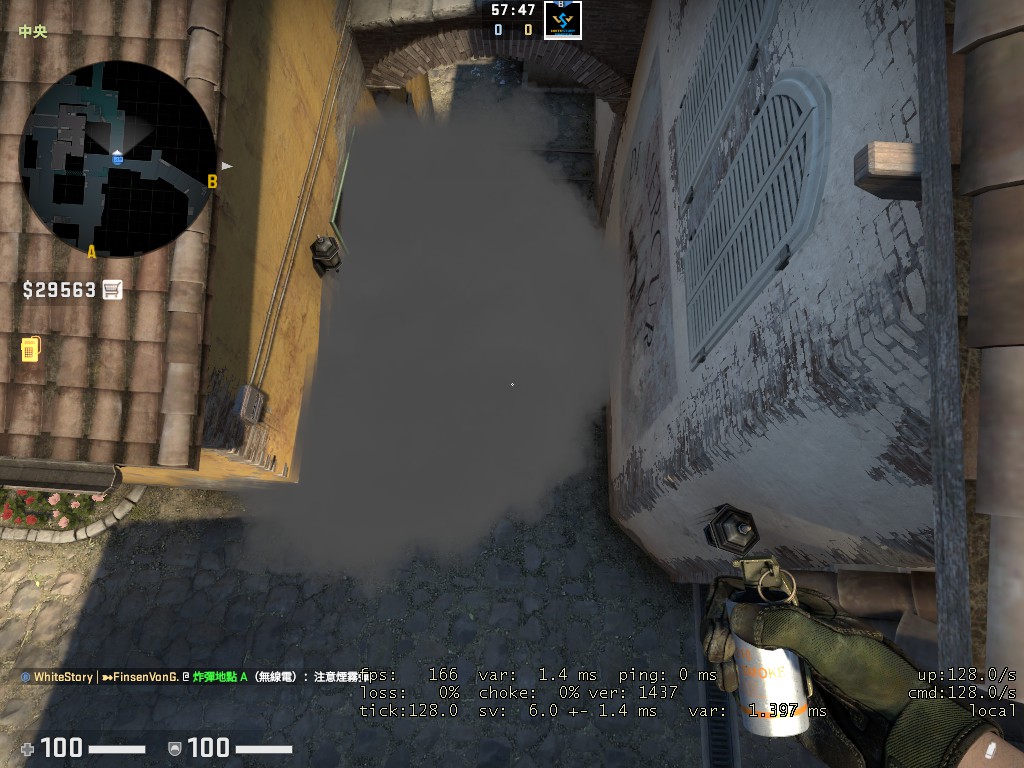 中央
57:47
0 0
B
A
$29563
WhiteStory | ➳FinsenVonG. @ 炸彈地點 A (無線電): 注意煙霧彈
fps: 166 var: 1.4 ms ping: 0 ms
up:128.0/s
loss: 0% choke: 0% ver: 1437
cmd:128.0/s
tick:128.0 sv: 6.0 +- 1.4 ms var: 1.397 ms
local
100
100